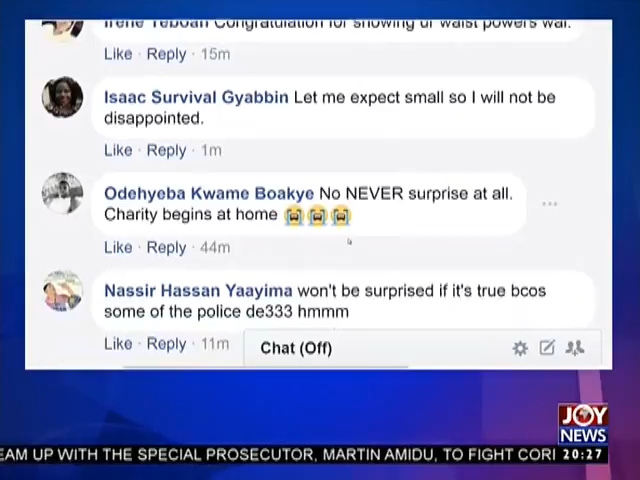 Irene Yeboah Congratulation for showing ur waist powers wai.
Like · Reply · 15m
Isaac Survival Gyabbin Let me expect small so I will not be
disappointed.
Like · Reply · 1m
Odehyeba Kwame Boakye No NEVER surprise at all.
Charity begins at home 😭😭😭
Like · Reply · 44m
Nassir Hassan Yaayima won't be surprised if it's true bcos
some of the police de333 hmmm
Like · Reply · 11m
Chat (Off)
JOY
NEWS
EAM UP WITH THE SPECIAL PROSECUTOR, MARTIN AMIDU, TO FIGHT CORI
20:27